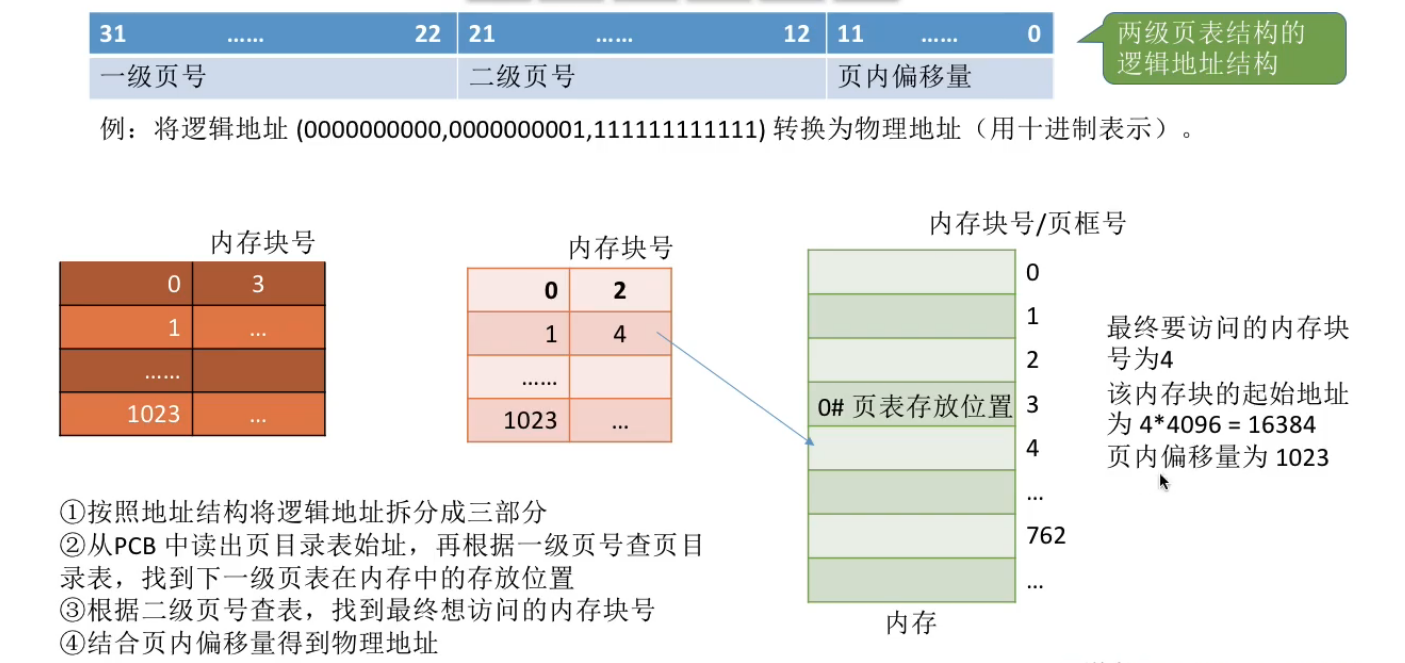 31 …… 22 21 …… 12 11 …… 0
一级页号 二级页号 页内偏移量
两级页表结构的
逻辑地址结构
例：将逻辑地址 (0000000000,0000000001,111111111111) 转换为物理地址（用十进制表示）。
内存块号
0 3
1 …
……
1023 …
内存块号
0 2
1 4
……
1023 …
内存块号/页框号
0
1
2
0# 页表存放位置 3
4
…
762
…
内存
最终要访问的内存块
号为4
该内存块的起始地址
为 4*4096 = 16384
页内偏移量为 1023
①按照地址结构将逻辑地址拆分成三部分
②从PCB 中读出页目录表始址，再根据一级页号查页目
录表，找到下一级页表在内存中的存放位置
③根据二级页号查表，找到最终想访问的内存块号
④结合页内偏移量得到物理地址